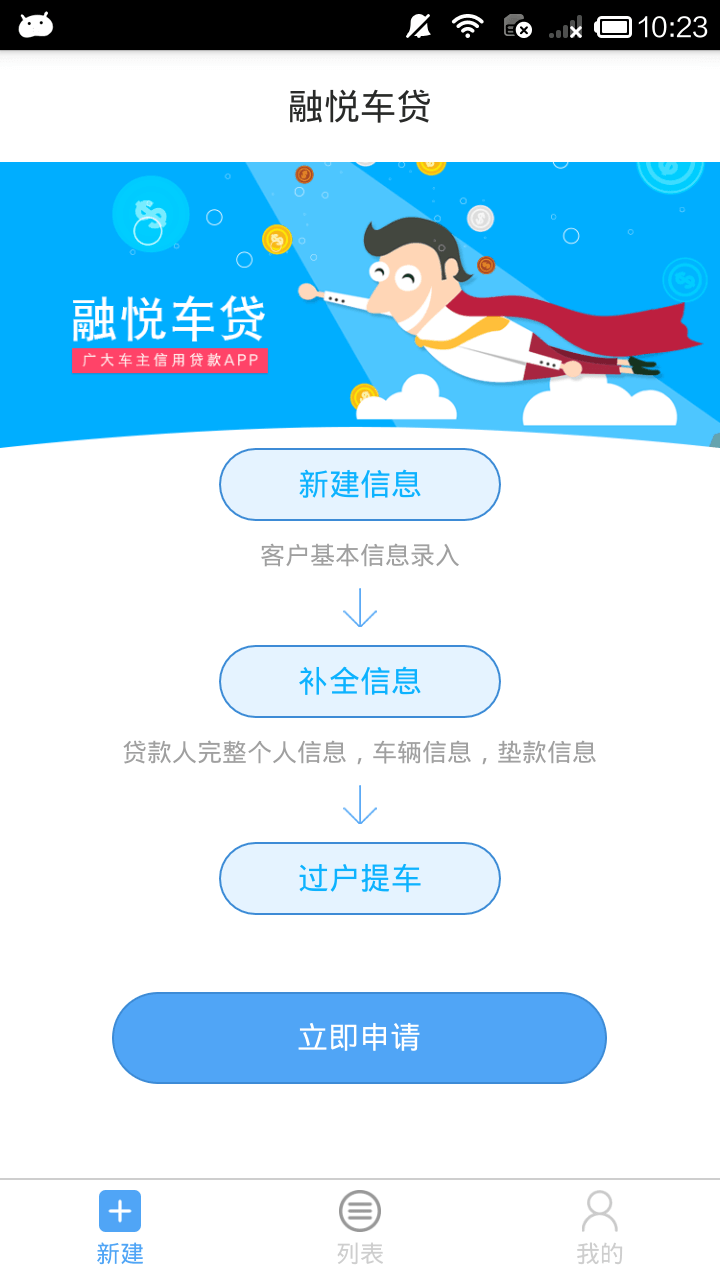 10:23
融悦车贷
融悦车贷
广大车主信用贷款APP
新建信息
客户基本信息录入
补全信息
贷款人完整个人信息，车辆信息，垫款信息
过户提车
立即申请
新建
列表
我的